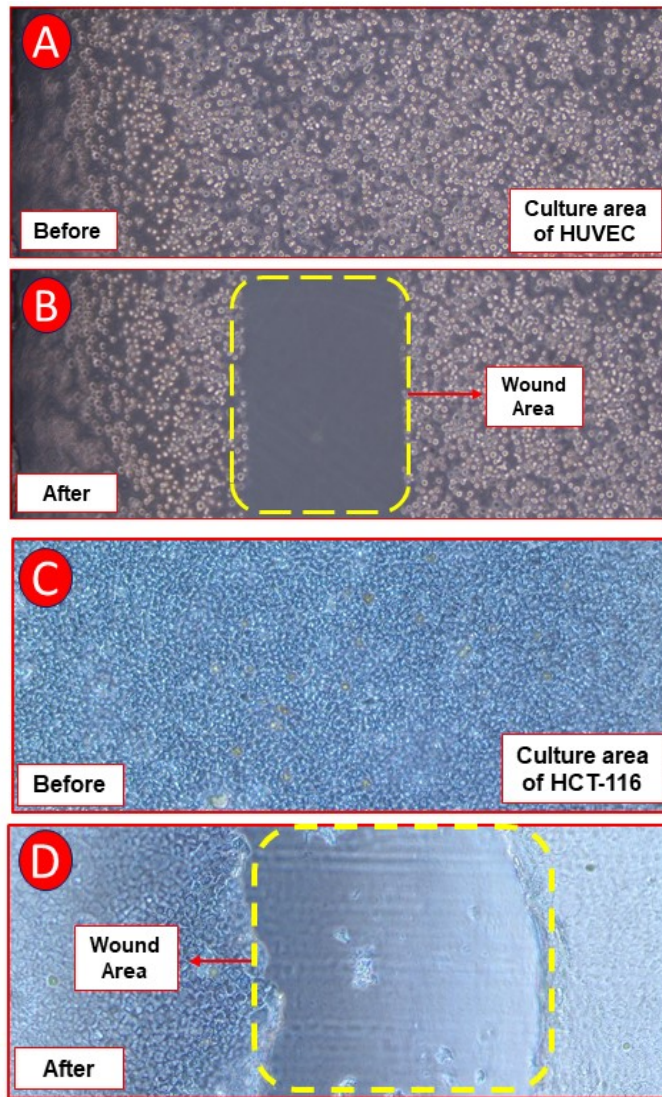 A
Before
Culture area
of HUVEC
B
Wound
Area
After
C
Before
Culture area
of HCT-116
D
Wound
Area
After